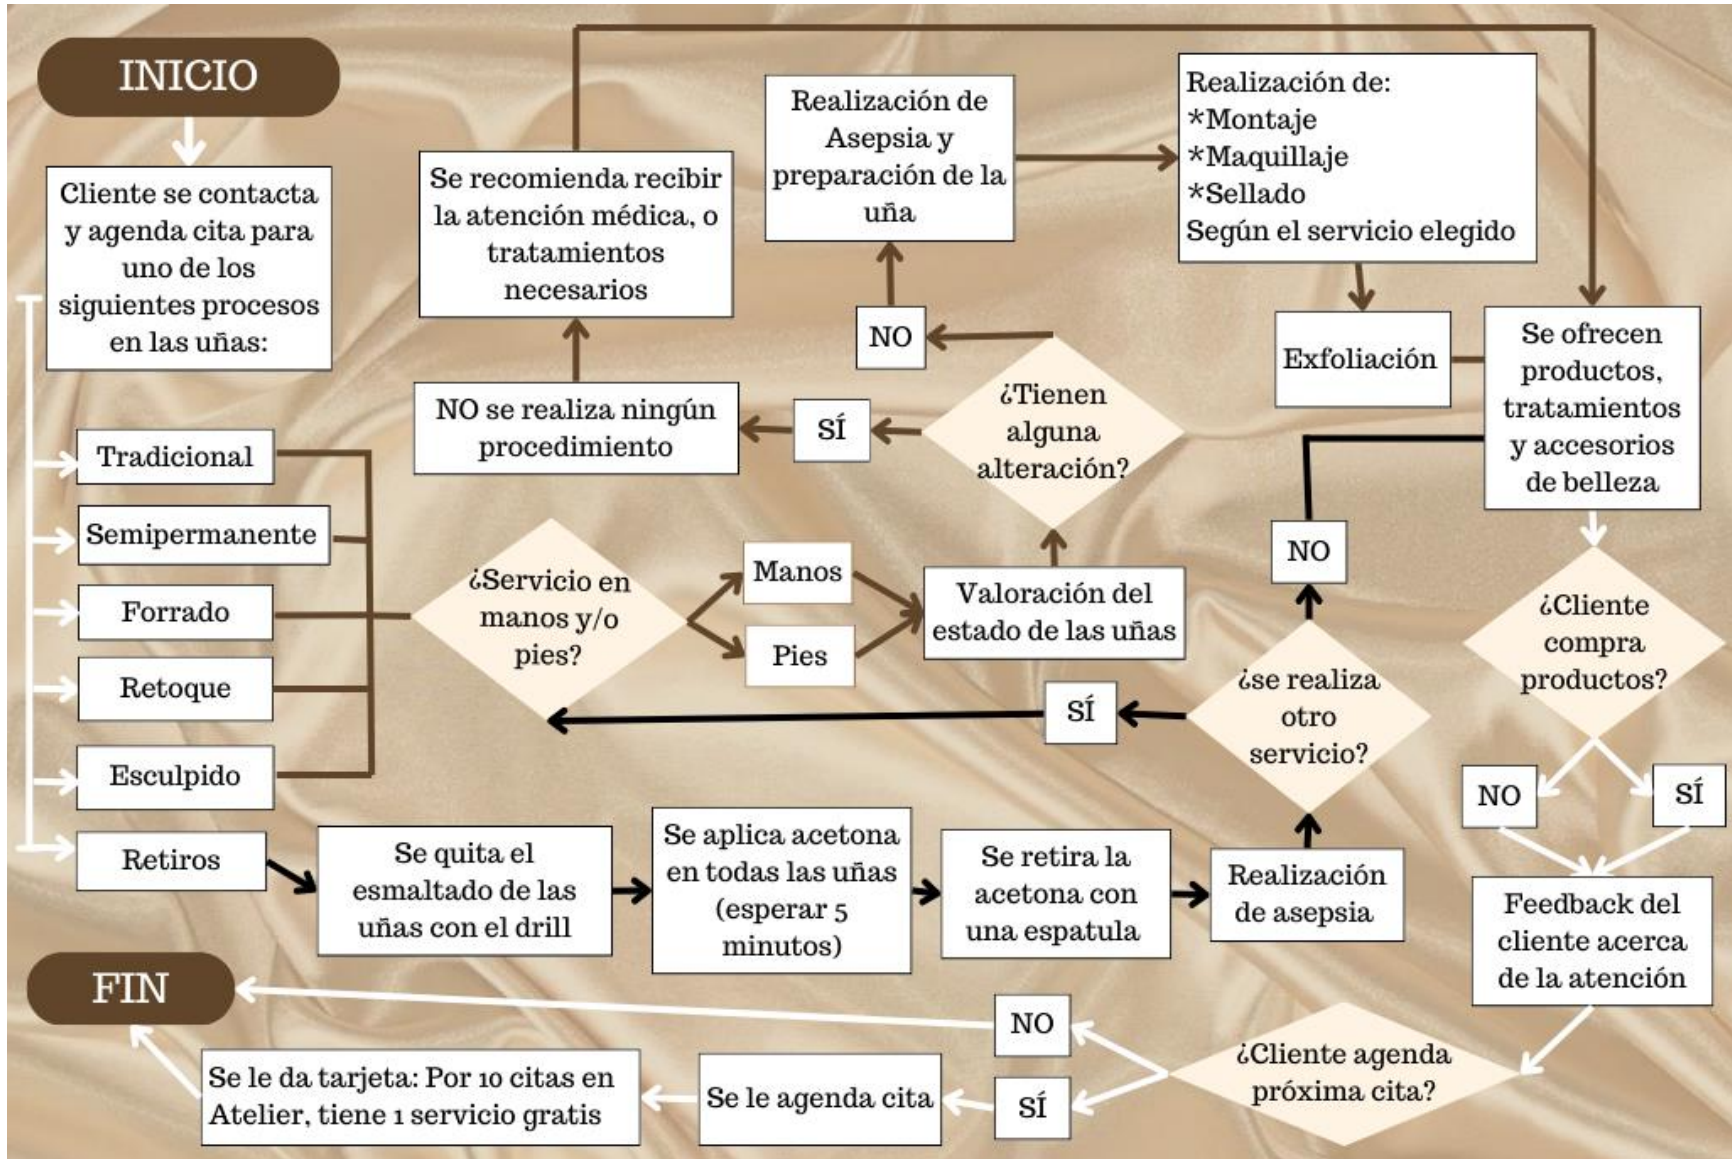 INICIO
Cliente se contacta
y agenda cita para
uno de los
siguientes procesos
en las uñas:
Tradicional
Semipermanente
Forrado
Retoque
Esculpido
Retiros
¿Servicio en
manos y/o
pies?
Manos
Pies
Valoración del
estado de las uñas
¿Tienen
alguna
alteración?
SÍ
NO se realiza ningún
procedimiento
Se recomienda recibir
la atención médica, o
tratamientos
necesarios
NO
Realización de
Asepsia y
preparación de la
uña
Realización de:
*Montaje
*Maquillaje
*Sellado
Según el servicio elegido
Exfoliación
Se ofrecen
productos,
tratamientos
y accesorios
de belleza
Se quita el
esmaltado de las
uñas con el drill
Se aplica acetona
en todas las uñas
(esperar 5
minutos)
Se retira la
acetona con
una espatula
Realización
de asepsia
¿se realiza
otro
servicio?
SÍ
NO
¿Cliente
compra
productos?
NO
SÍ
Feedback del
cliente acerca
de la atención
¿Cliente agenda
próxima cita?
NO
SÍ
Se le agenda cita
Se le da tarjeta: Por 10 citas en
Atelier, tiene 1 servicio gratis
FIN